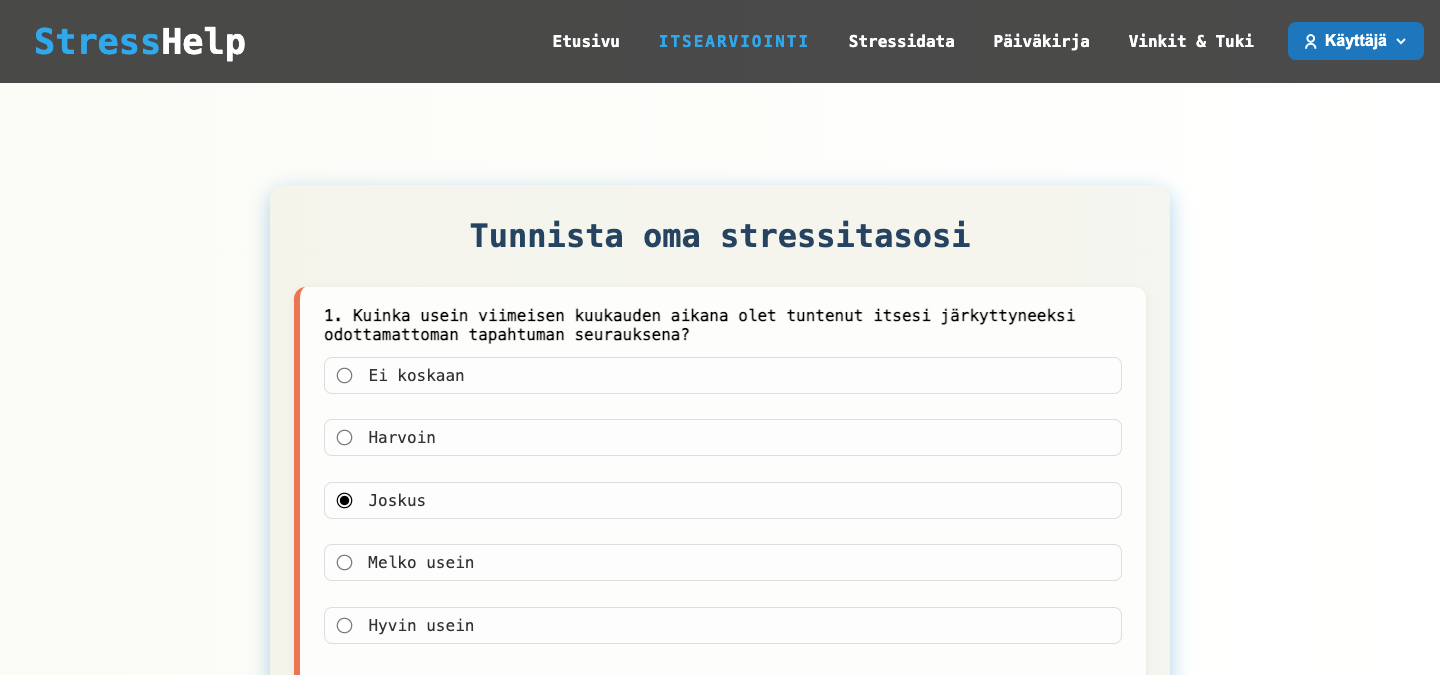 StressHelp
Etusivu ITSEARVIOINTI Stressidata Päiväkirja Vinkit & Tuki Käyttäjä
Tunnista oma stressitasosi
1. Kuinka usein viimeisen kuukauden aikana olet tuntenut itsesi järkyttyneeksi
odottamattoman tapahtuman seurauksena?
Ei koskaan
Harvoin
Joskus
Melko usein
Hyvin usein